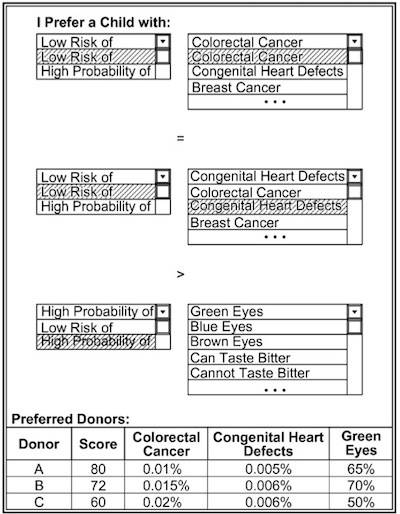 I Prefer a Child with:
Low Risk of Colorectal Cancer
Low Risk of Colorectal Cancer
High Probability of Congenital Heart Defects
Breast Cancer
• • •
=
Low Risk of Congenital Heart Defects
Low Risk of Colorectal Cancer
High Probability of Congenital Heart Defects
Breast Cancer
• • •
>
High Probability of Green Eyes
Low Risk of Blue Eyes
High Probability of Brown Eyes
Can Taste Bitter
Cannot Taste Bitter
• • •
Preferred Donors:
Donor Score Colorectal Cancer Congenital Heart Defects Green Eyes
A 80 0.01% 0.005% 65%
B 72 0.015% 0.006% 70%
C 60 0.02% 0.006% 50%